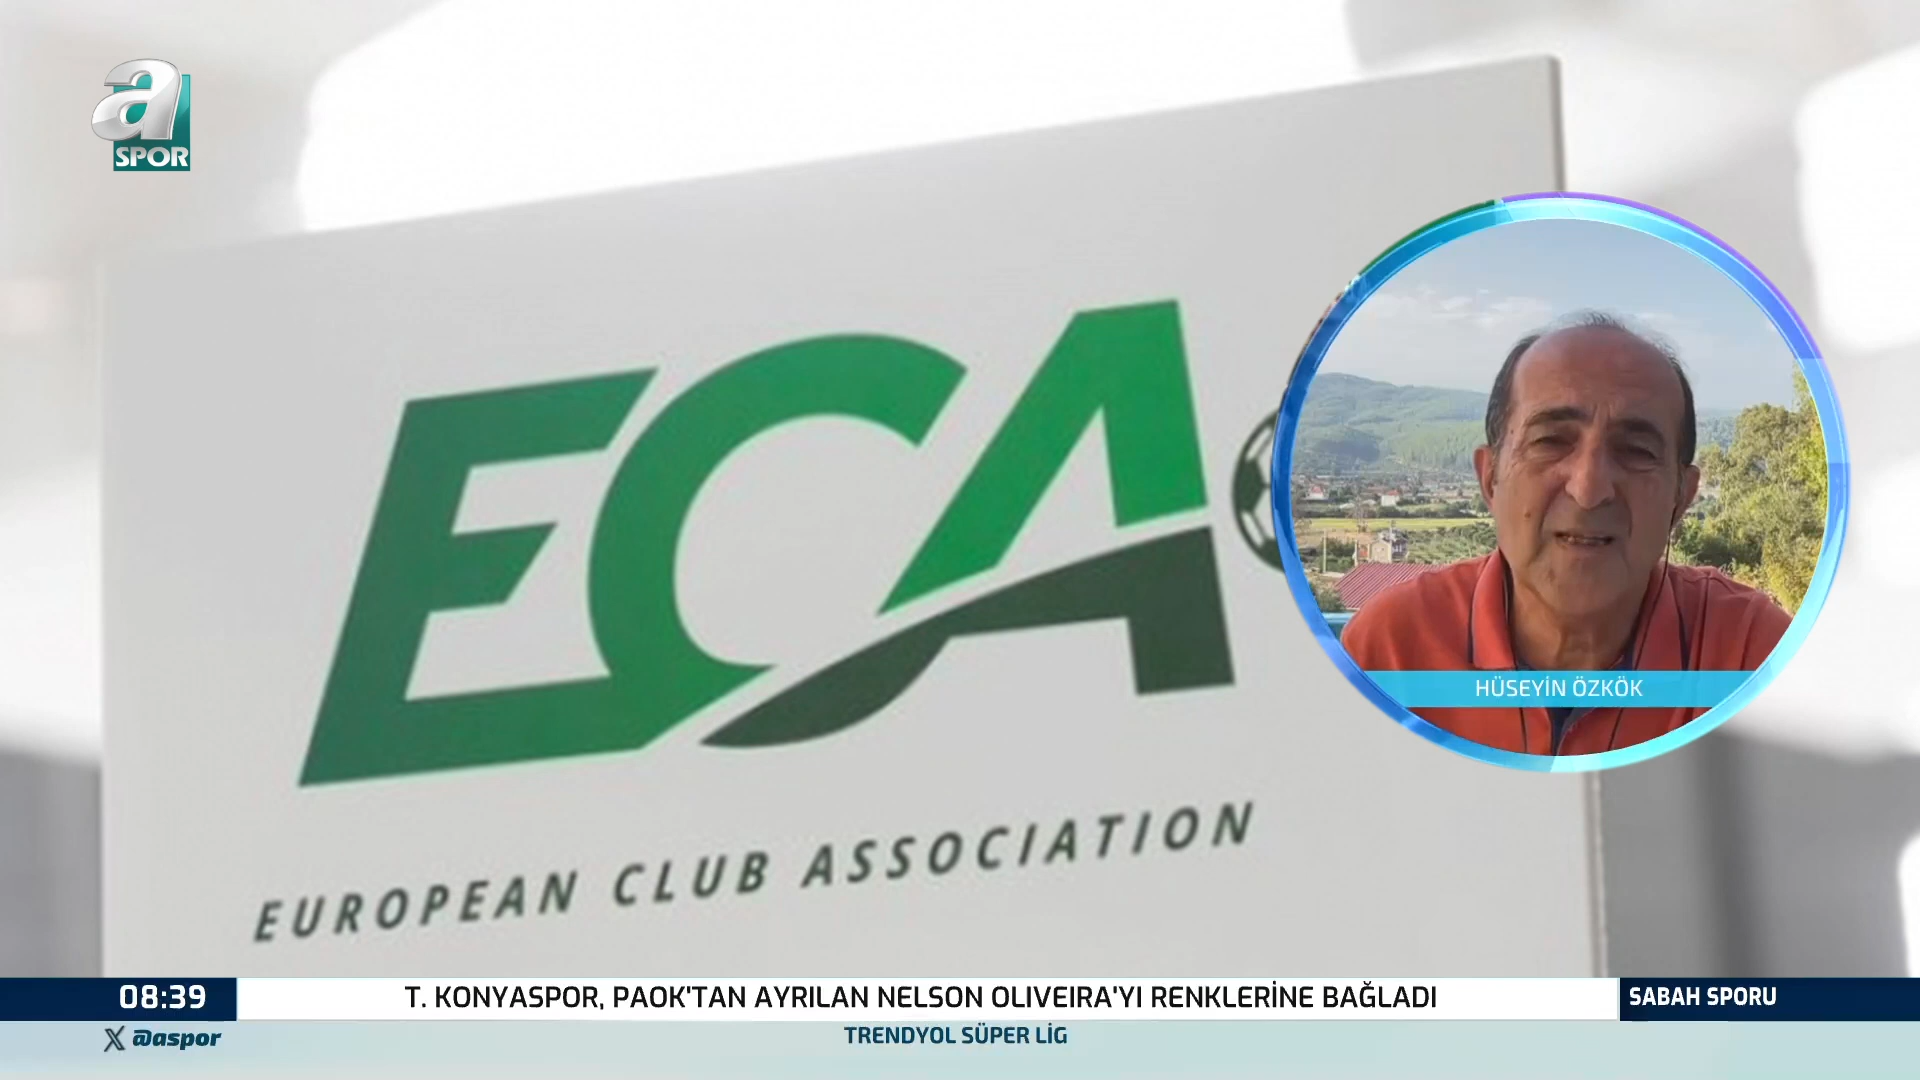 a
SPOR
ECA
EUROPEAN CLUB ASSOCIATION
HÜSEYİN ÖZKÖK
08:39
T. KONYASPOR, PAOK'TAN AYRILAN NELSON OLIVEIRA'YI RENKLERİNE BAĞLADI
SABAH SPORU
X @aspor
TRENDYOL SÜPER LİG